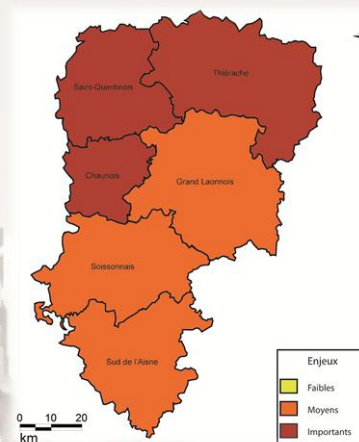 Saint-Quentinois
Thiérache
Chaunois
Grand Laonnois
Soissonnais
Sud de l'Aisne
0 10 20
km
Enjeux
Faibles
Moyens
Importants